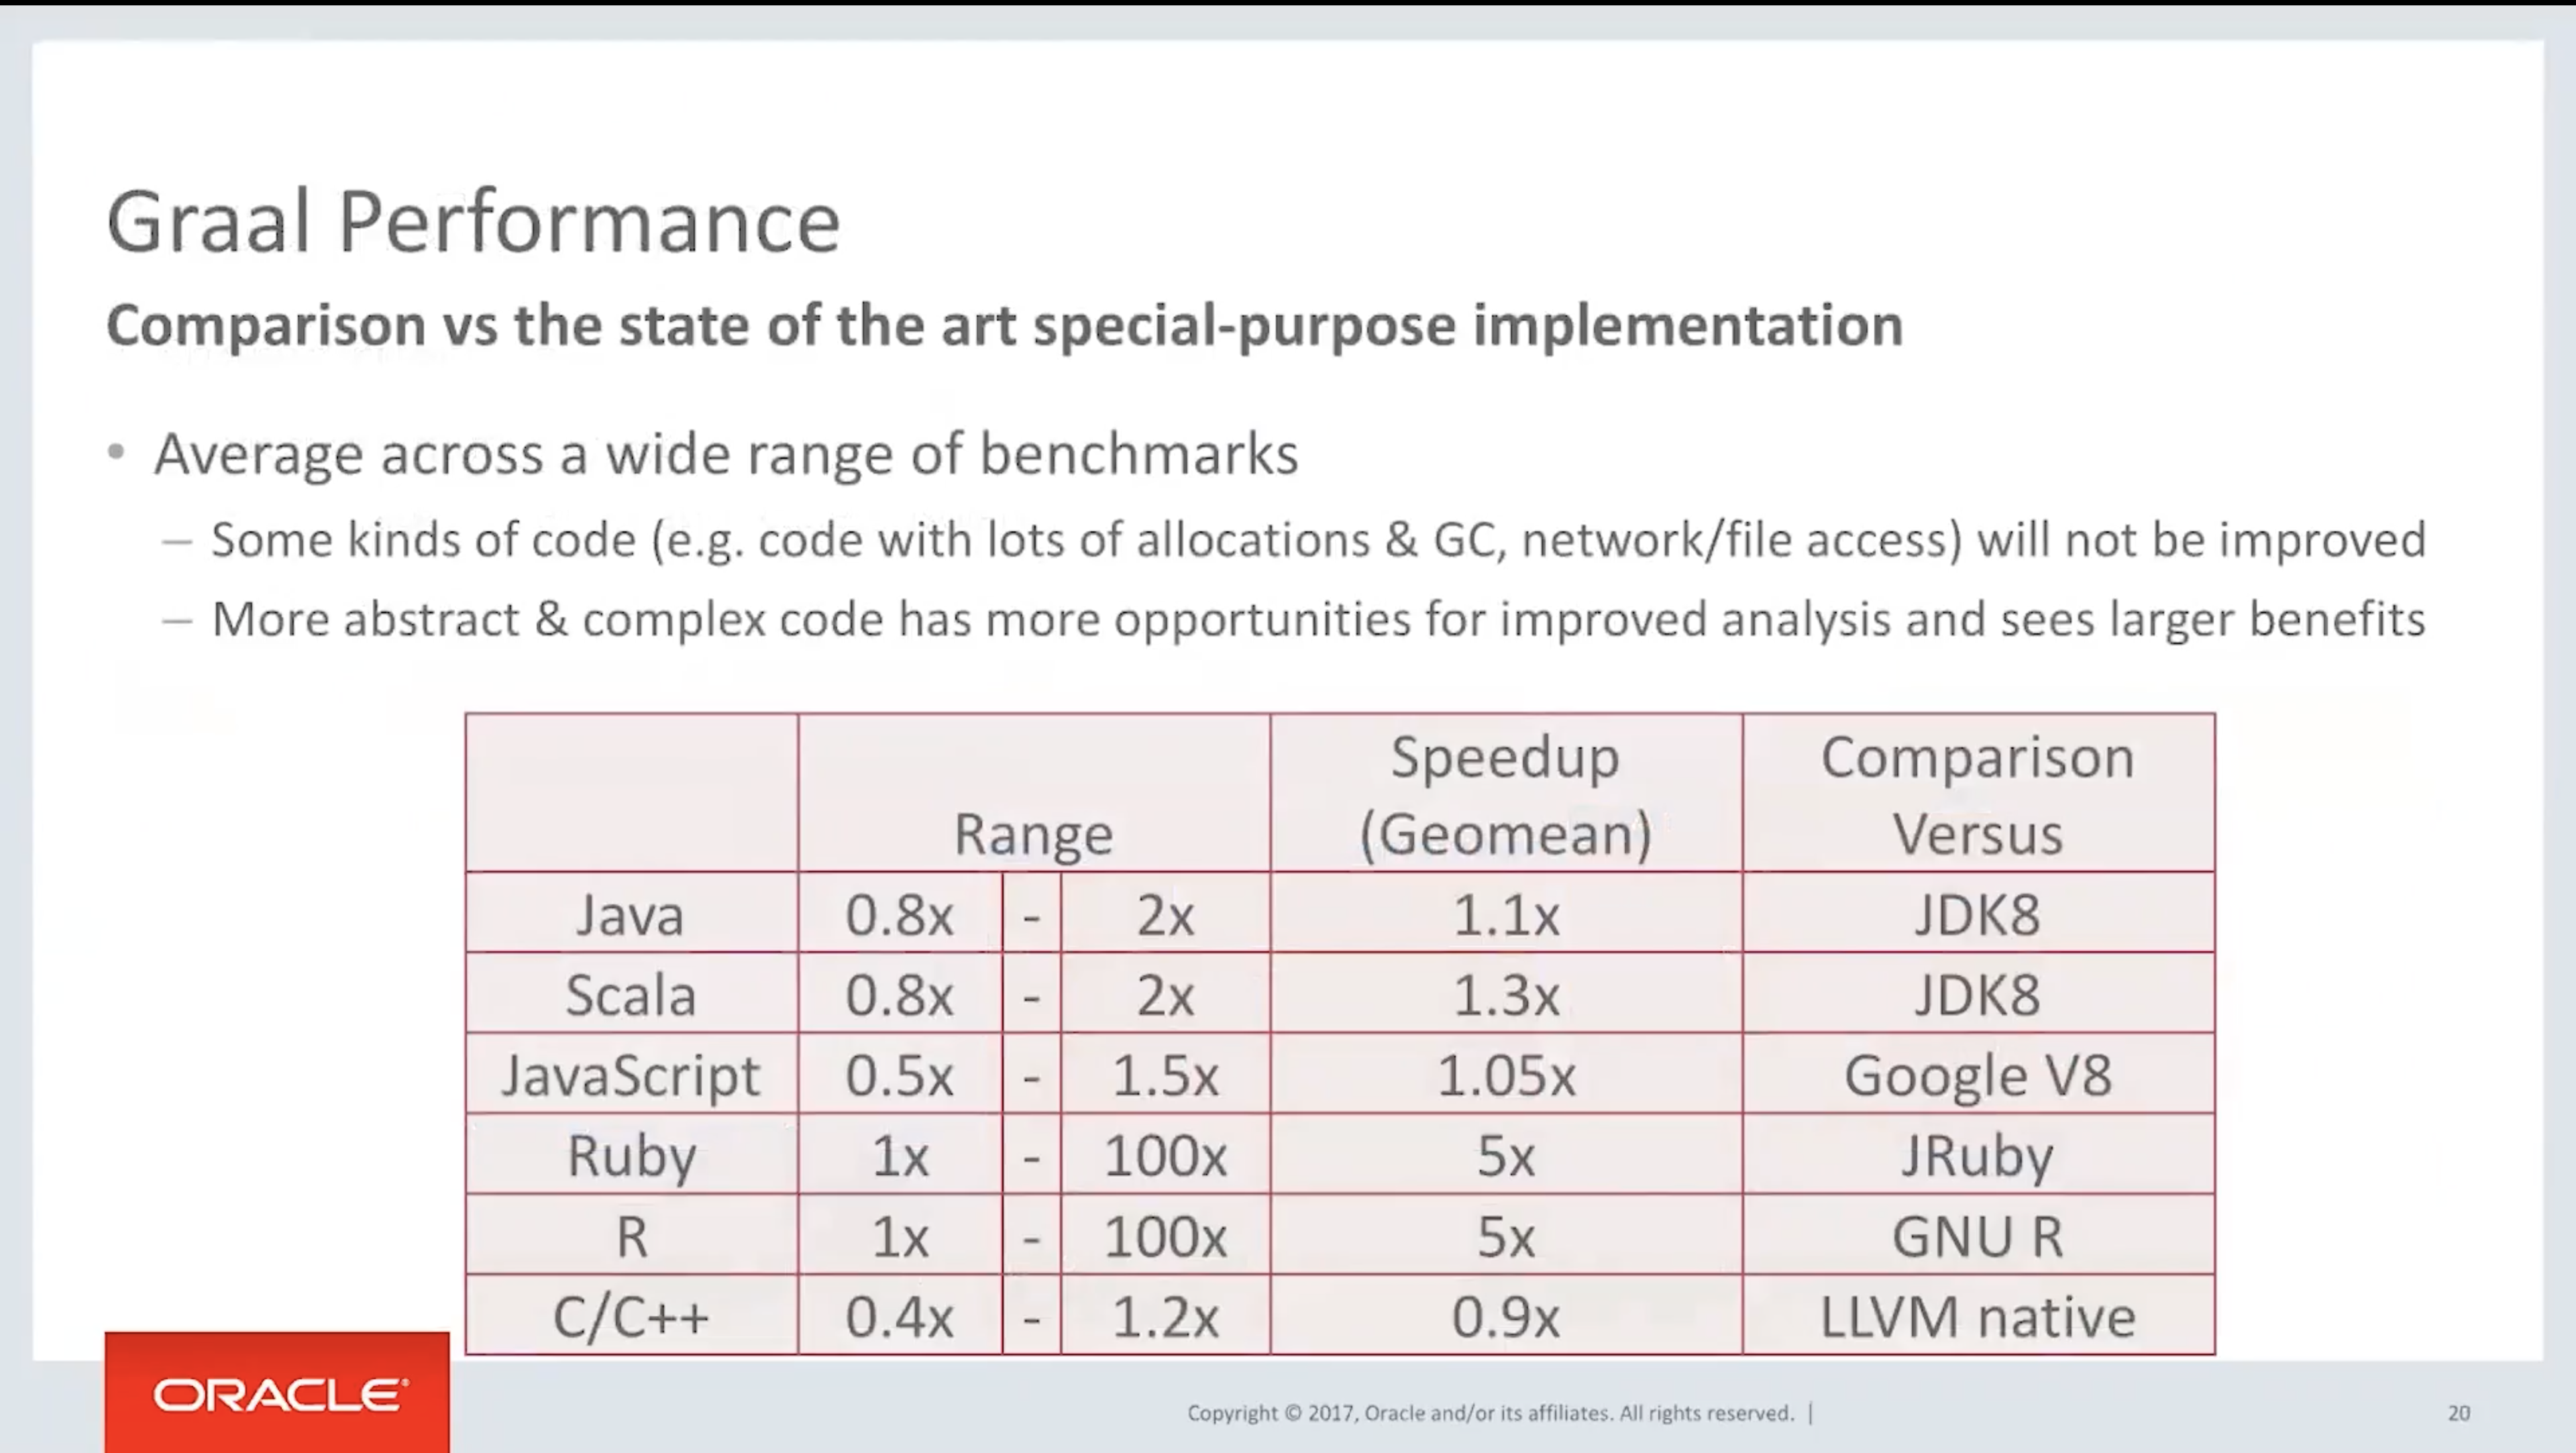 Graal Performance
Comparison vs the state of the art special-purpose implementation
• Average across a wide range of benchmarks
– Some kinds of code (e.g. code with lots of allocations & GC, network/file access) will not be improved
– More abstract & complex code has more opportunities for improved analysis and sees larger benefits
Range Speedup (Geomean) Comparison Versus
Java 0.8x - 2x 1.1x JDK8
Scala 0.8x - 2x 1.3x JDK8
JavaScript 0.5x - 1.5x 1.05x Google V8
Ruby 1x - 100x 5x JRuby
R 1x - 100x 5x GNU R
C/C++ 0.4x - 1.2x 0.9x LLVM native
ORACLE®
Copyright © 2017, Oracle and/or its affiliates. All rights reserved. | 20